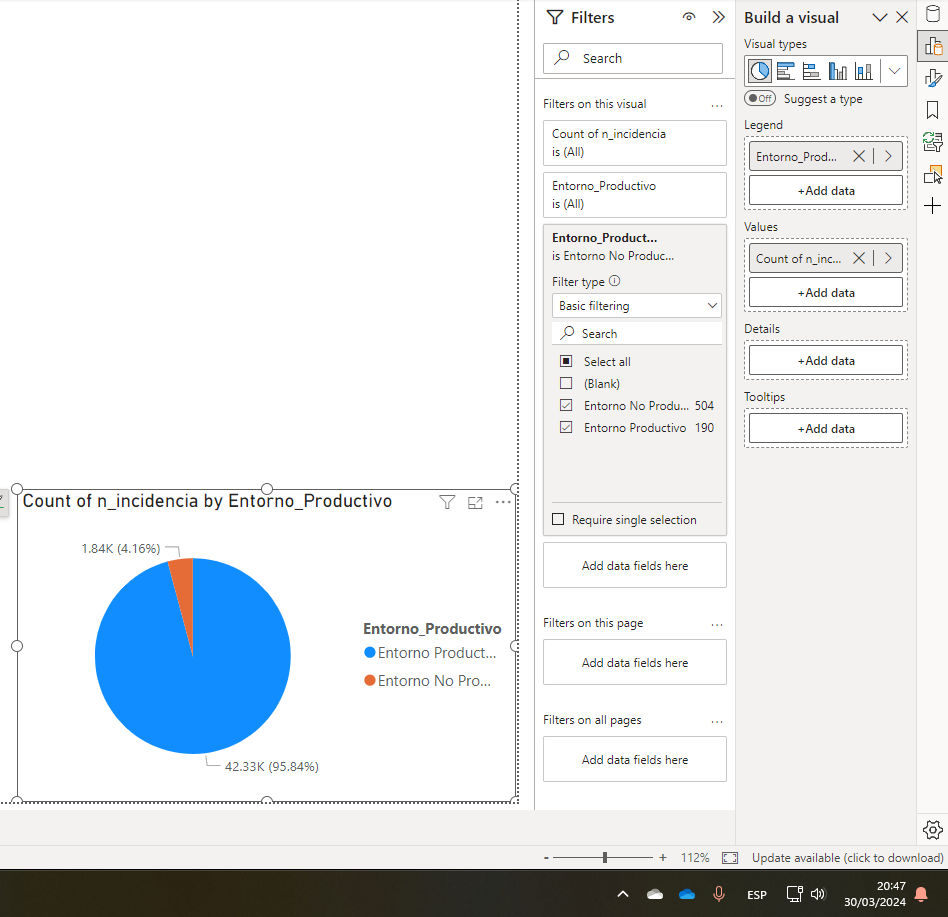 Filters
Search
Filters on this visual
Count of n_incidencia
is (All)
Entorno_Productivo
is (All)
Entorno_Product...
is Entorno No Produc...
Filter type
Basic filtering
Search
Select all
(Blank)
Entorno No Produ... 504
Entorno Productivo 190
Require single selection
Add data fields here
Filters on this page
Add data fields here
Filters on all pages
Add data fields here
Build a visual
Visual types
Off Suggest a type
Legend
Entorno_Prod...
+Add data
Values
Count of n_inc...
+Add data
Details
+Add data
Tooltips
+Add data
Count of n_incidencia by Entorno_Productivo
1.84K (4.16%)
42.33K (95.84%)
Entorno_Productivo
Entorno Product...
Entorno No Pro...
- + 112% Update available (click to download)
ESP
20:47
30/03/2024